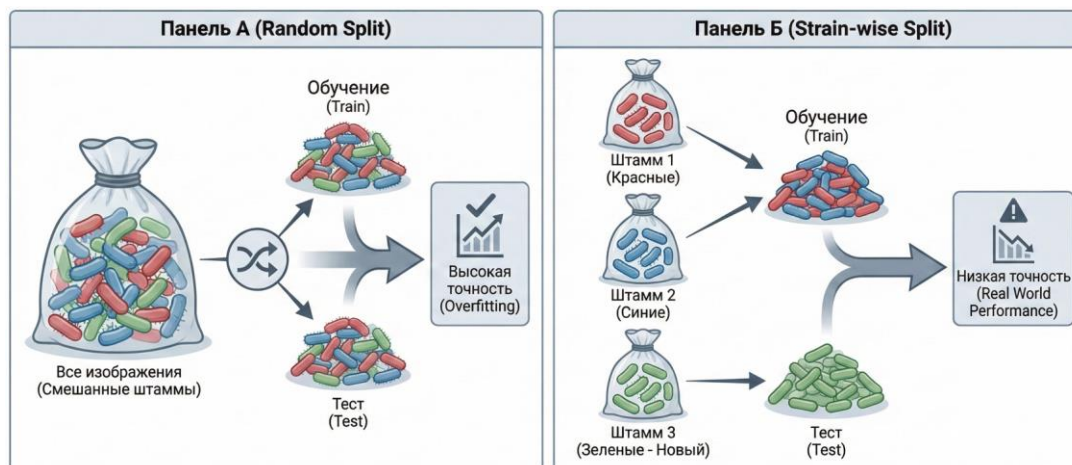 Панель А (Random Split)
Обучение
(Train)
Все изображения
(Смешанные штаммы)
Тест
(Test)
Высокая
точность
(Overfitting)
Панель Б (Strain-wise Split)
Штамм 1
(Красные)
Штамм 2
(Синие)
Штамм 3
(Зеленые - Новый)
Обучение
(Train)
Тест
(Test)
Низкая точность
(Real World
Performance)